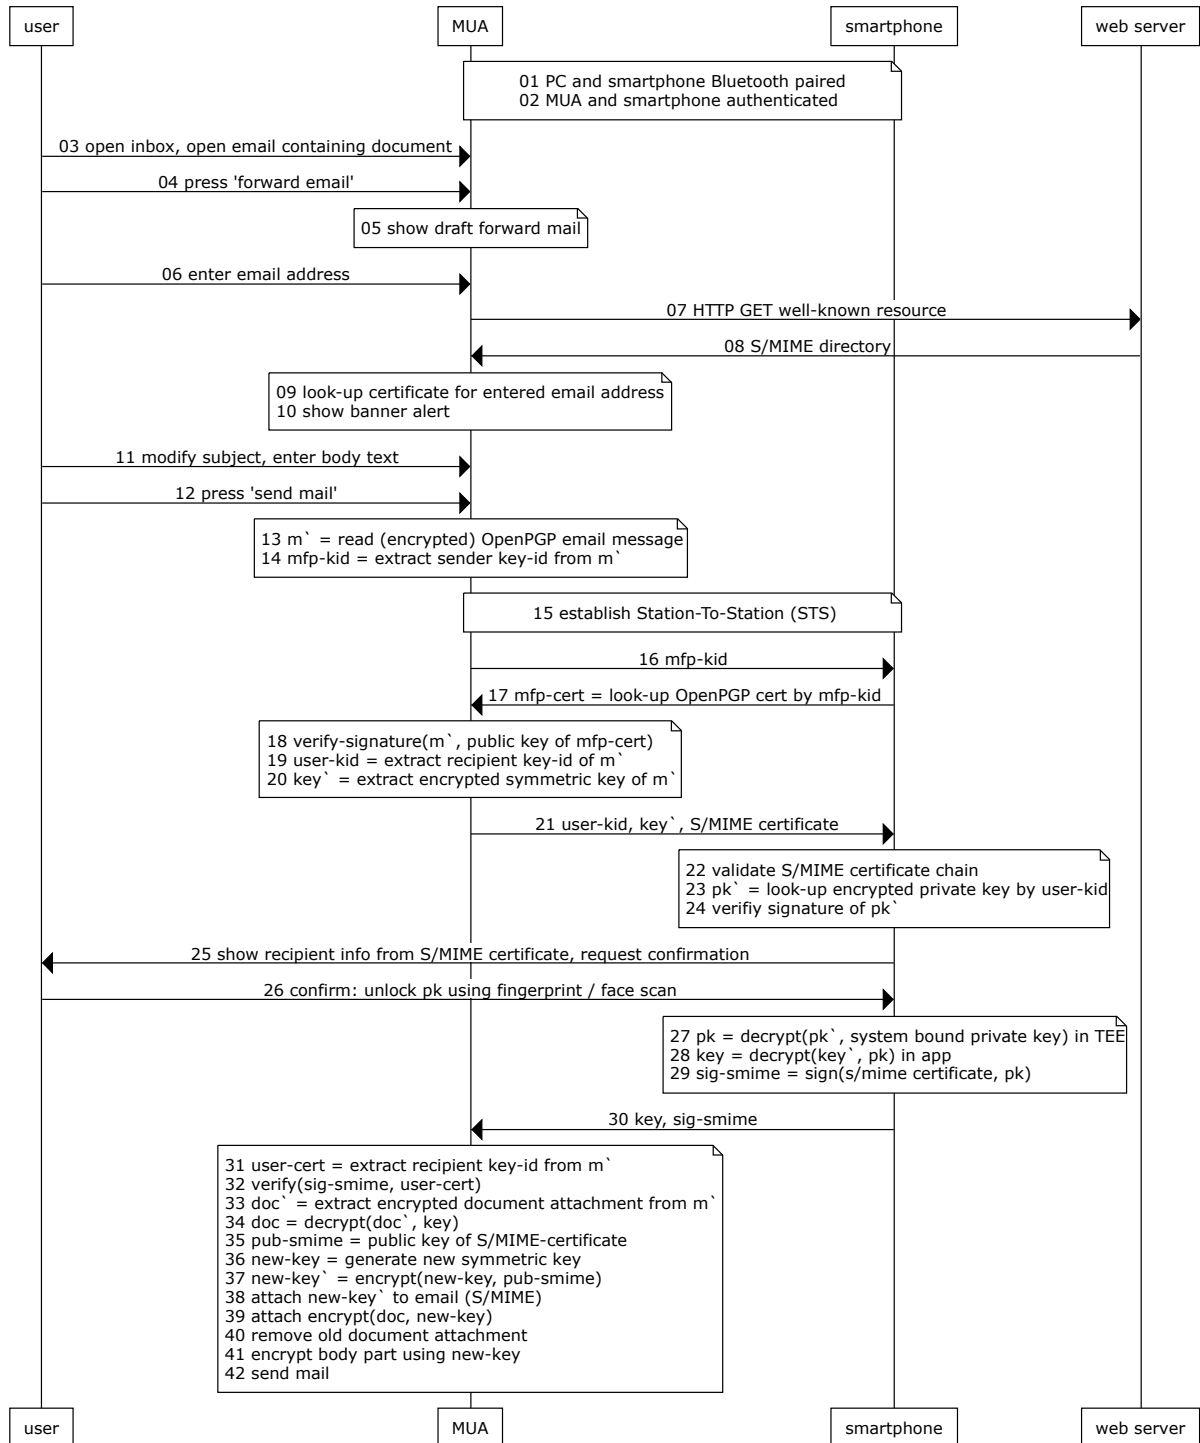 user
MUA
smartphone
web server
01 PC and smartphone Bluetooth paired
02 MUA and smartphone authenticated
03 open inbox, open email containing document
04 press 'forward email'
05 show draft forward mail
06 enter email address
07 HTTP GET well-known resource
08 S/MIME directory
09 look-up certificate for entered email address
10 show banner alert
11 modify subject, enter body text
12 press 'send mail'
13 m` = read (encrypted) OpenPGP email message
14 mfp-kid = extract sender key-id from m`
15 establish Station-To-Station (STS)
16 mfp-kid
17 mfp-cert = look-up OpenPGP cert by mfp-kid
18 verify-signature(m`, public key of mfp-cert)
19 user-kid = extract recipient key-id of m`
20 key` = extract encrypted symmetric key of m`
21 user-kid, key`, S/MIME certificate
22 validate S/MIME certificate chain
23 pk` = look-up encrypted private key by user-kid
24 verifiy signature of pk`
25 show recipient info from S/MIME certificate, request confirmation
26 confirm: unlock pk using fingerprint / face scan
27 pk = decrypt(pk`, system bound private key) in TEE
28 key = decrypt(key`, pk) in app
29 sig-smime = sign(s/mime certificate, pk)
30 key, sig-smime
31 user-cert = extract recipient key-id from m`
32 verify(sig-smime, user-cert)
33 doc` = extract encrypted document attachment from m`
34 doc = decrypt(doc`, key)
35 pub-smime = public key of S/MIME-certificate
36 new-key = generate new symmetric key
37 new-key` = encrypt(new-key, pub-smime)
38 attach new-key` to email (S/MIME)
39 attach encrypt(doc, new-key)
40 remove old document attachment
41 encrypt body part using new-key
42 send mail
user
MUA
smartphone
web server